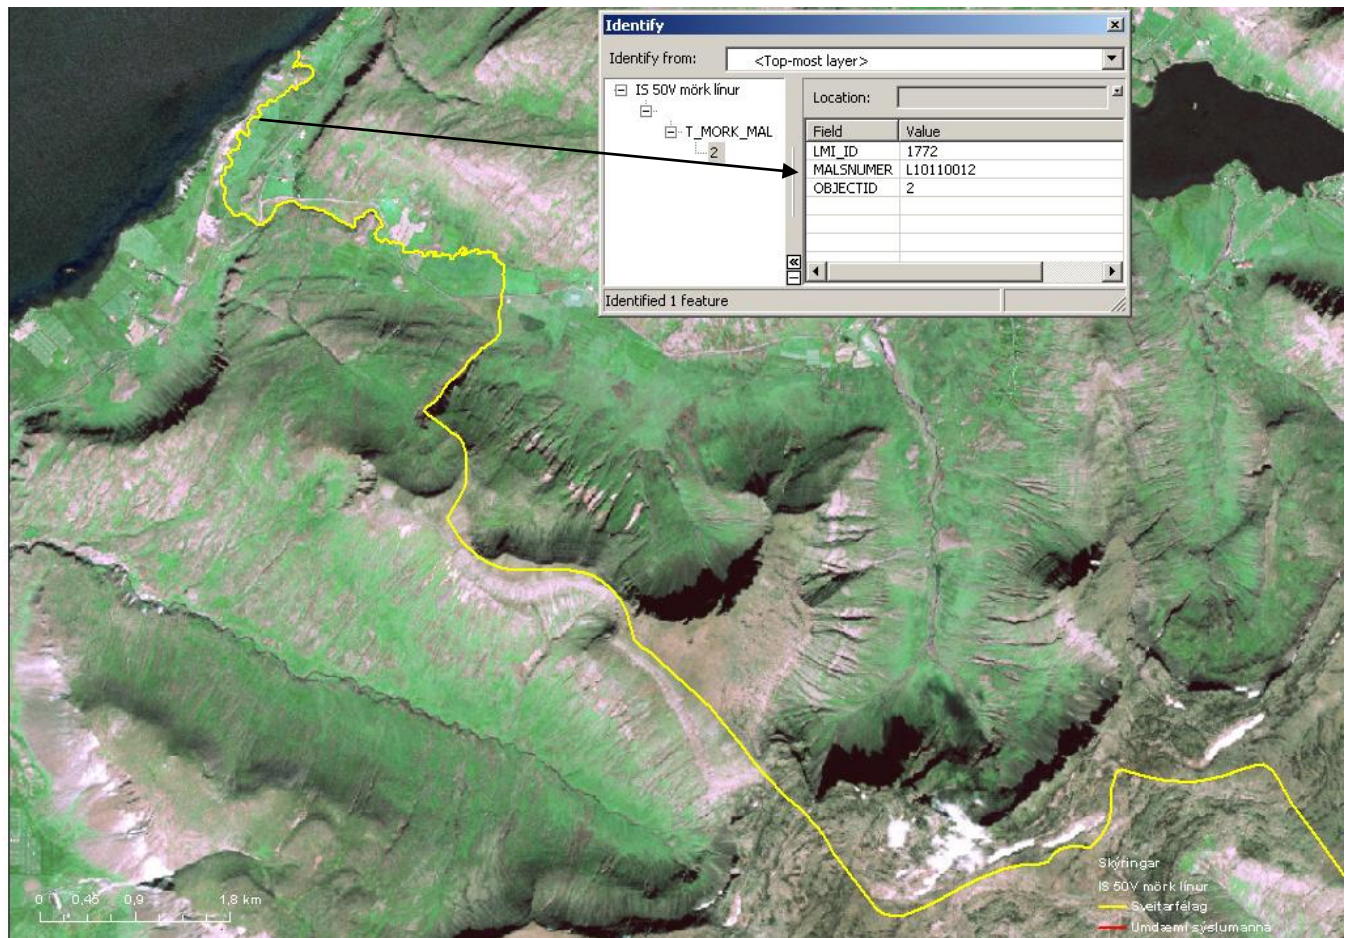 Identify
Identify from:
<Top-most layer>
IS 50V mörk línur
T_MORK_MAL
2
Location:
Field Value
LMI_ID 1772
MALSNUMER L10110012
OBJECTID 2
Identified 1 feature
0 0,45 0,9 1,8 km
Skýringar
IS 50V mörk línur
Sveitarfélag
Umdæmi sýslumanna